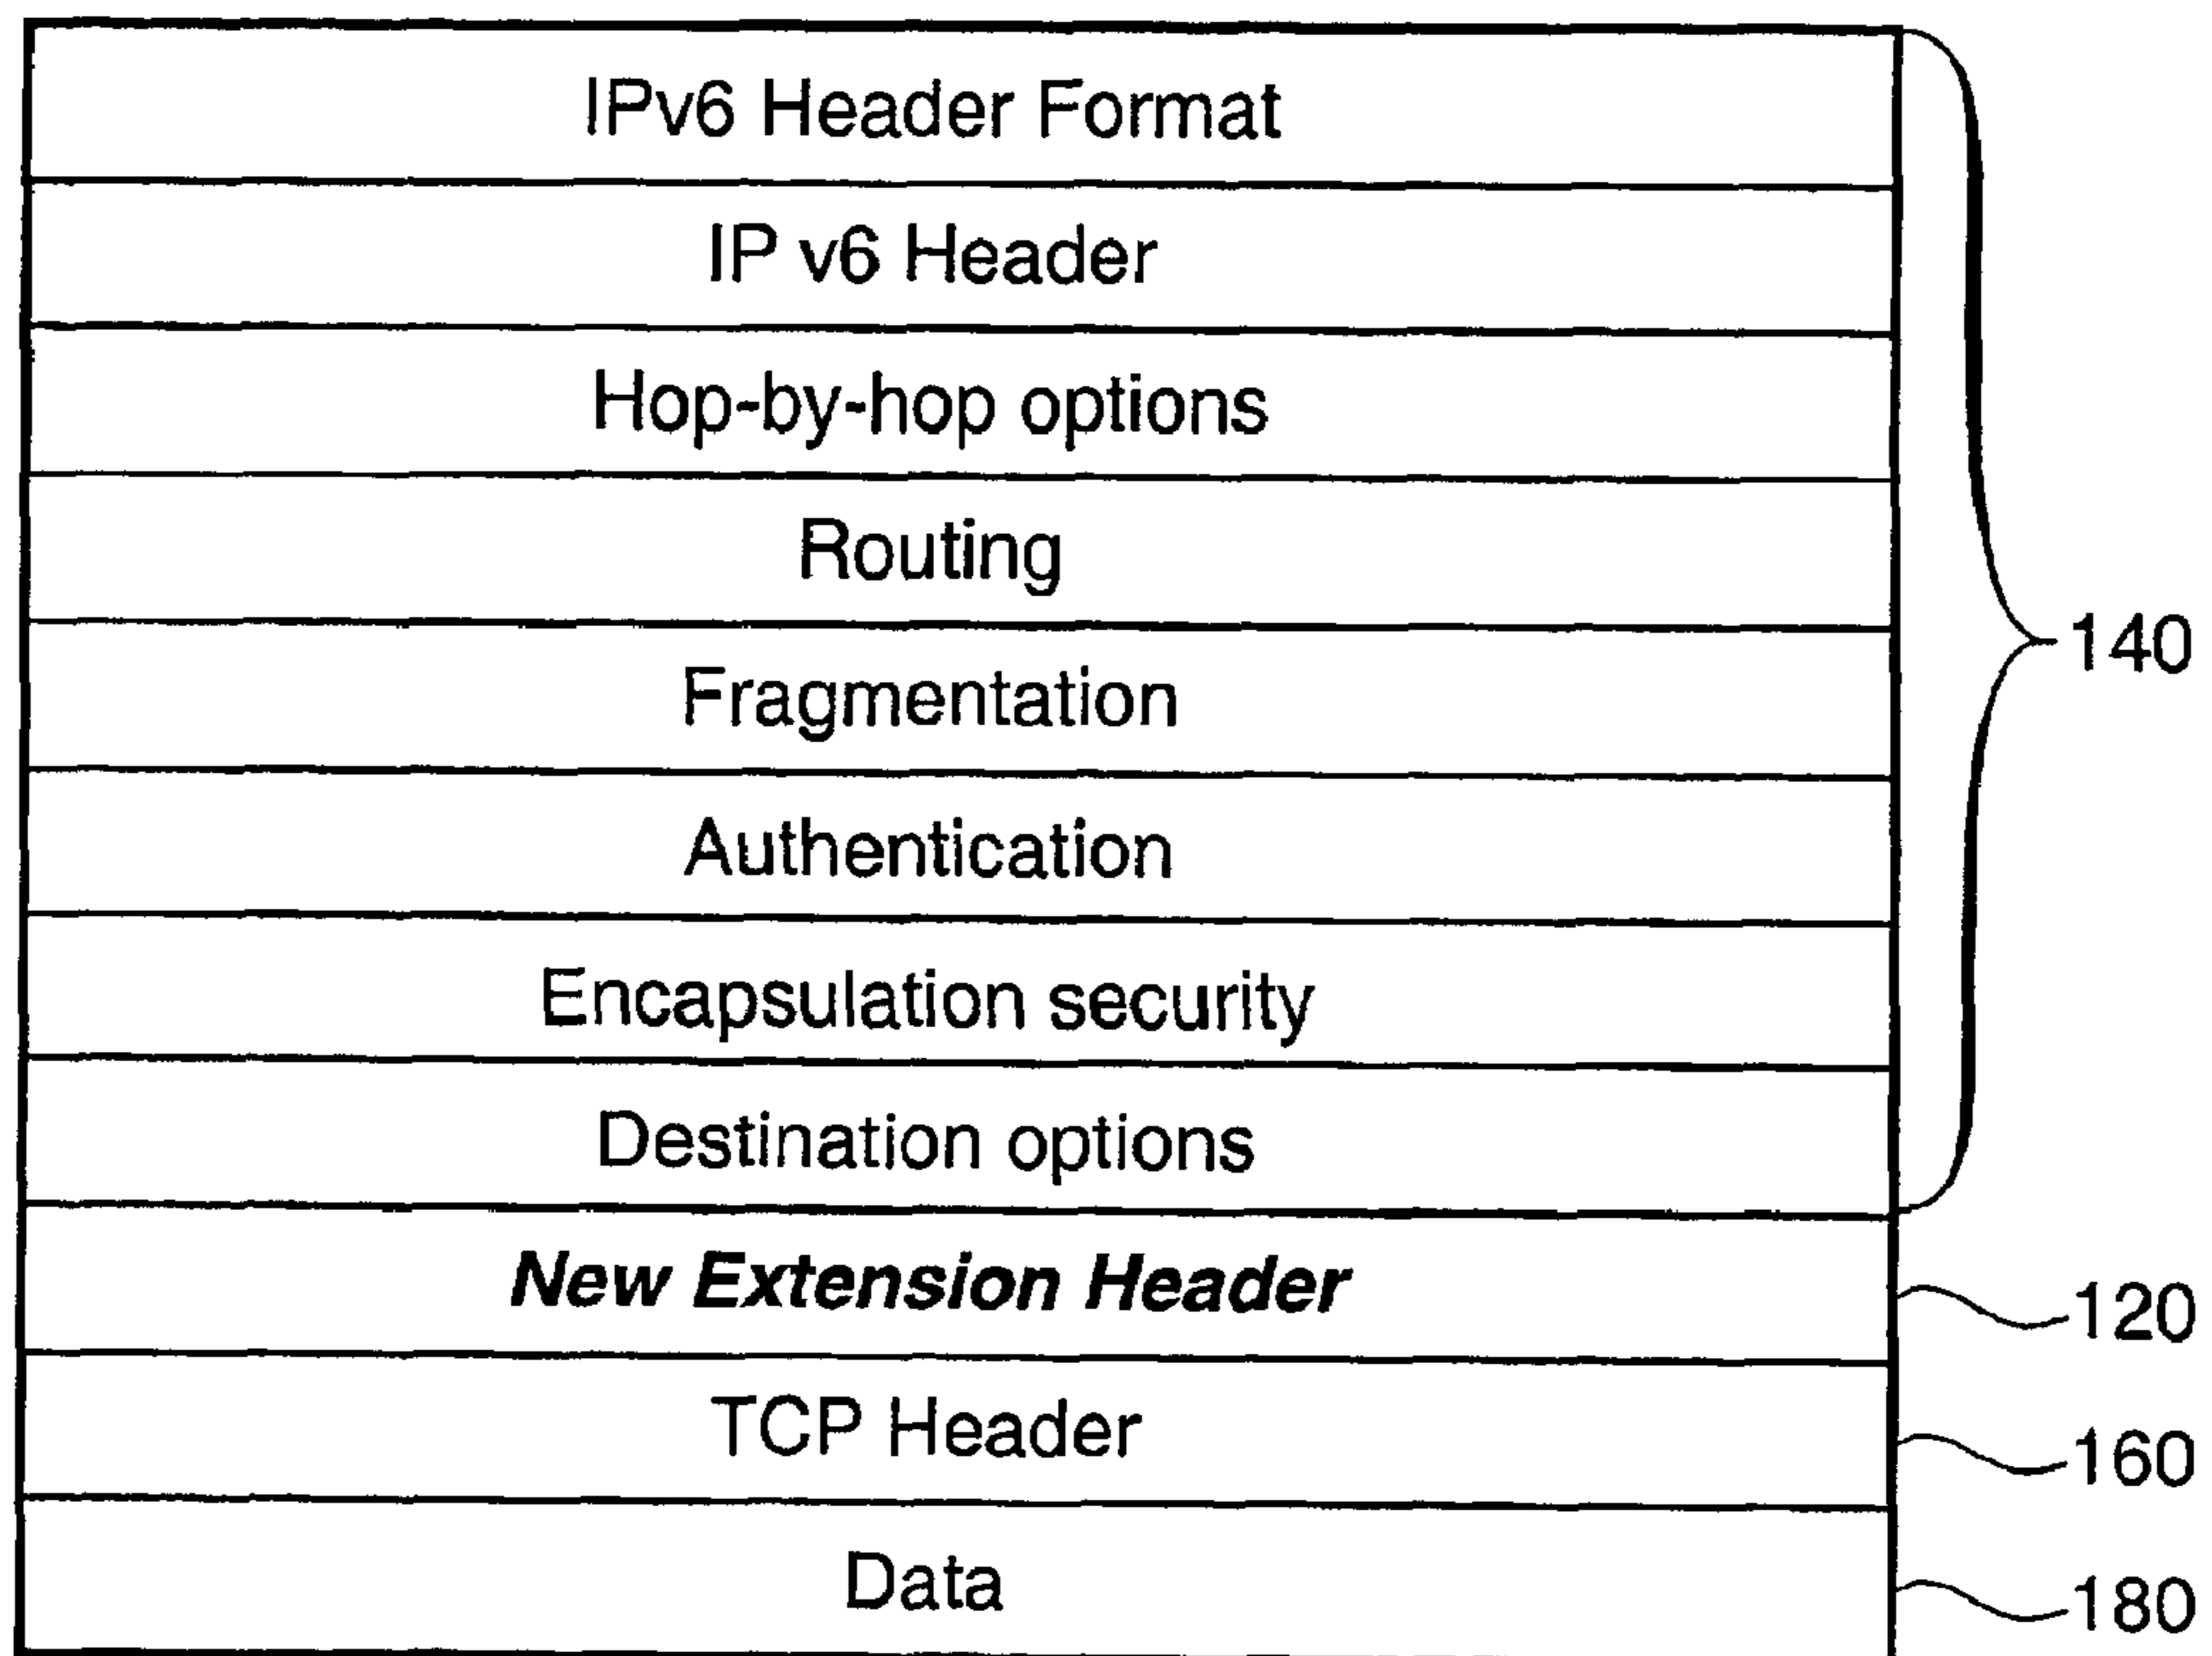 IPv6 Header Format
IP v6 Header
Hop-by-hop options
Routing
Fragmentation
140
Authentication
Encapsulation security
Destination options
New Extension Header
120
TCP Header
160
Data
180